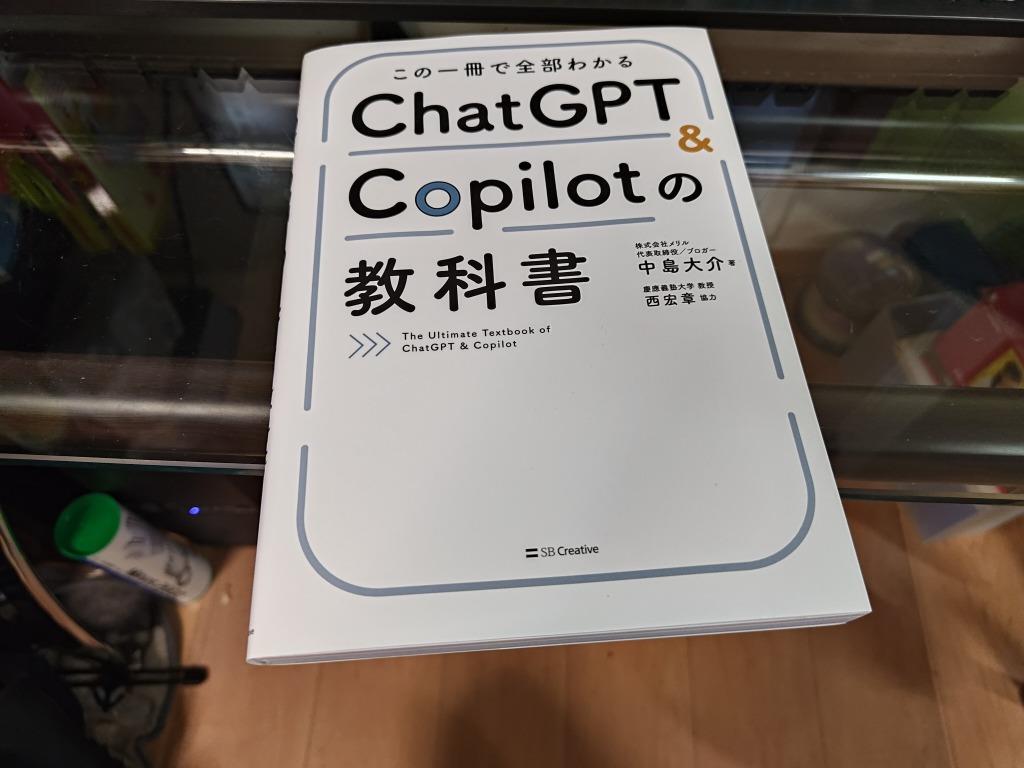 この一冊で全部わかる
ChatGPT
&
Copilotの
教科書
株式会社メリル
代表取締役／ブロガー
中島大介 著
慶應義塾大学 教授
西宏章 協力
The Ultimate Textbook of
ChatGPT & Copilot
SB Creative